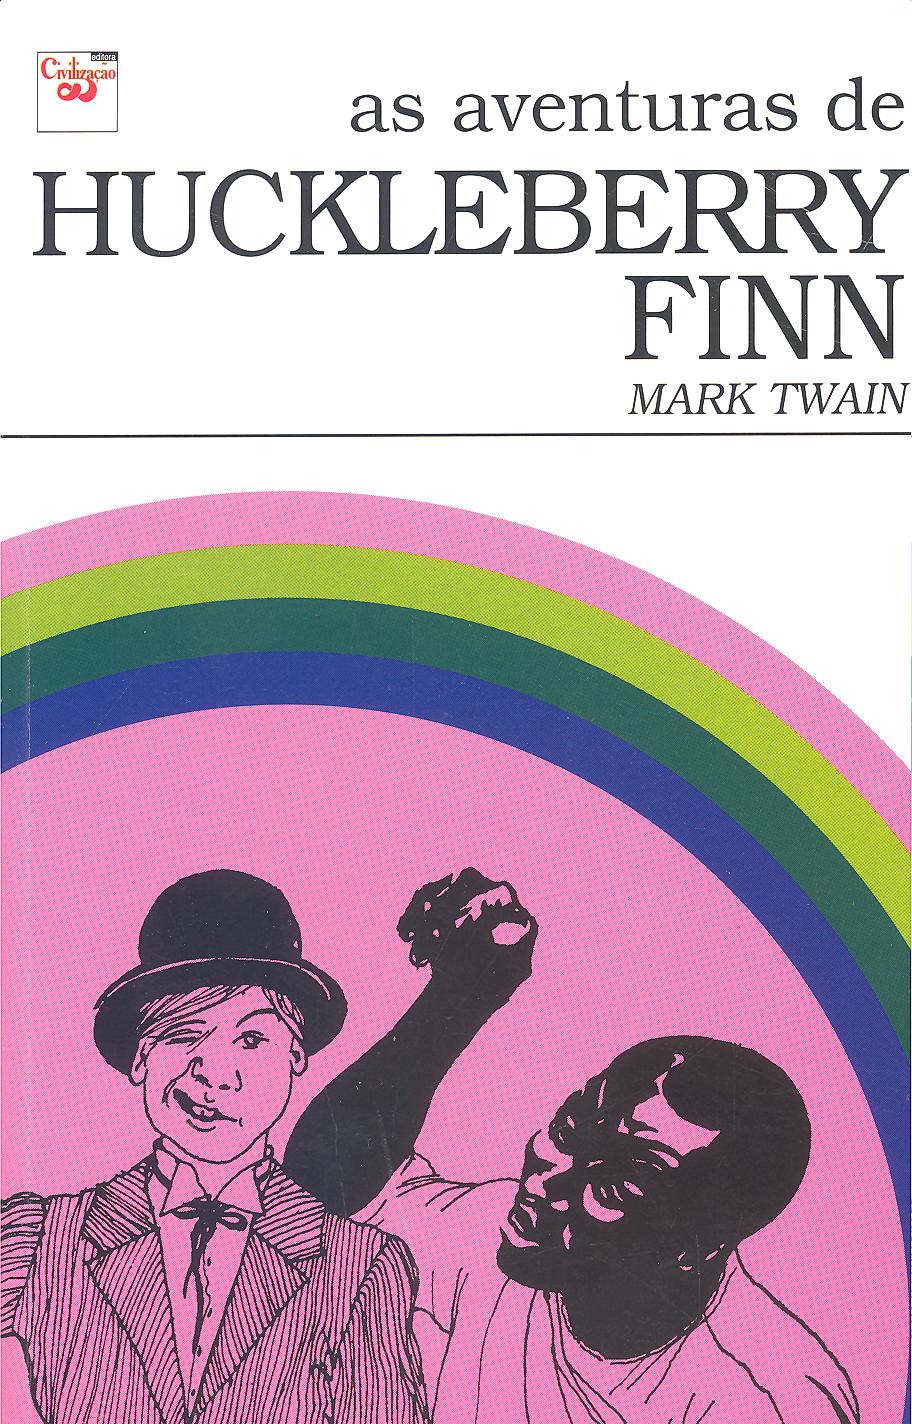 editora
Civilização
as aventuras de
HUCKLEBERRY
FINN
MARK TWAIN